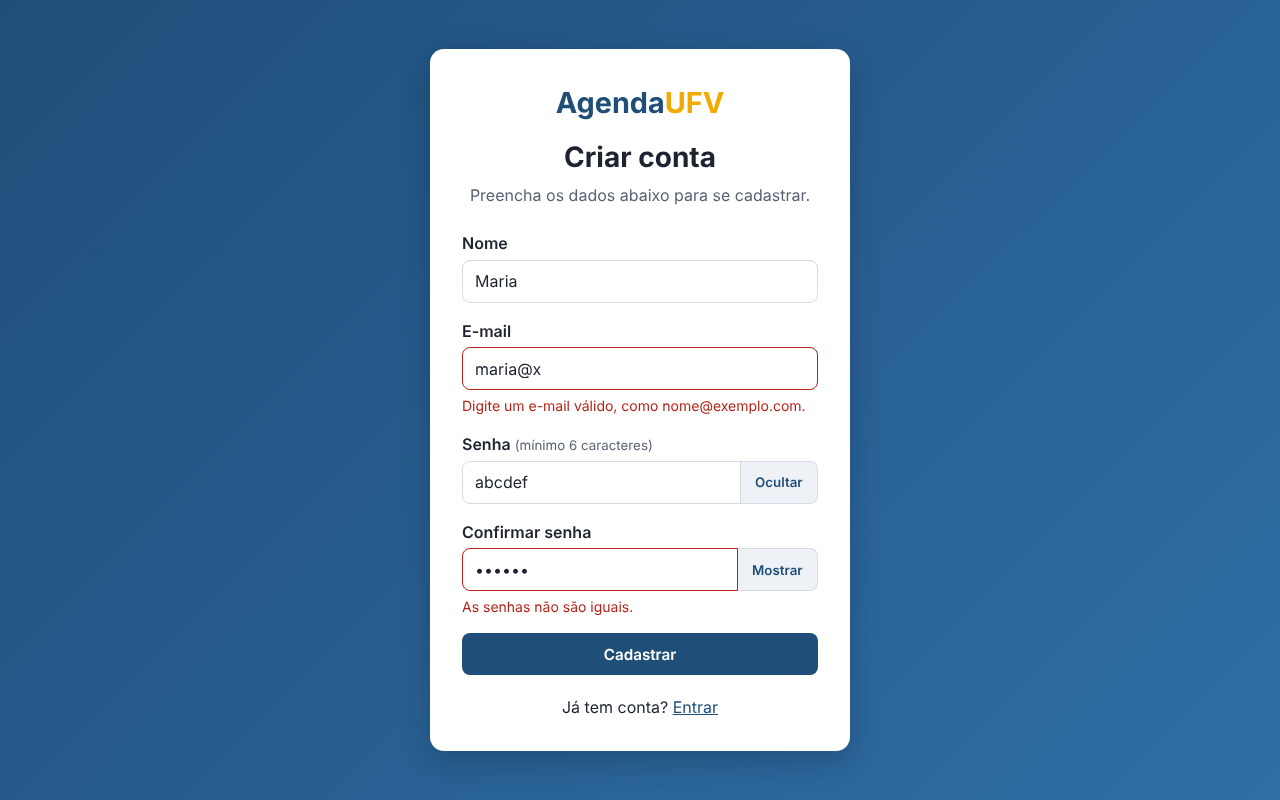 AgendaUFV
Criar conta
Preencha os dados abaixo para se cadastrar.
Nome
Maria
E-mail
maria@x
Digite um e-mail válido, como nome@exemplo.com.
Senha (mínimo 6 caracteres)
abcdef Ocultar
Confirmar senha
•••••• Mostrar
As senhas não são iguais.
Cadastrar
Já tem conta? Entrar